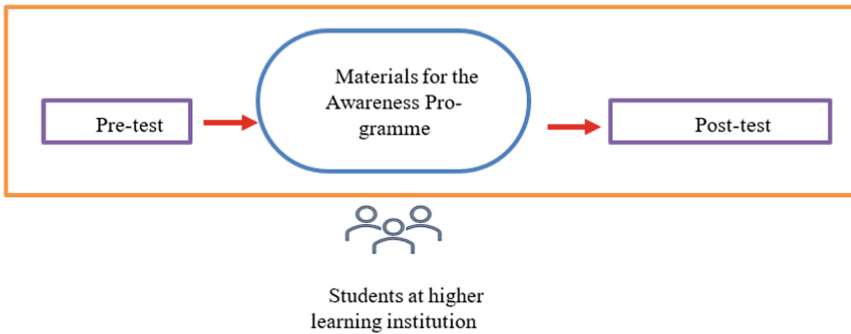 Pre-test
Materials for the
Awareness Pro-
gramme
Post-test
Students at higher
learning institution